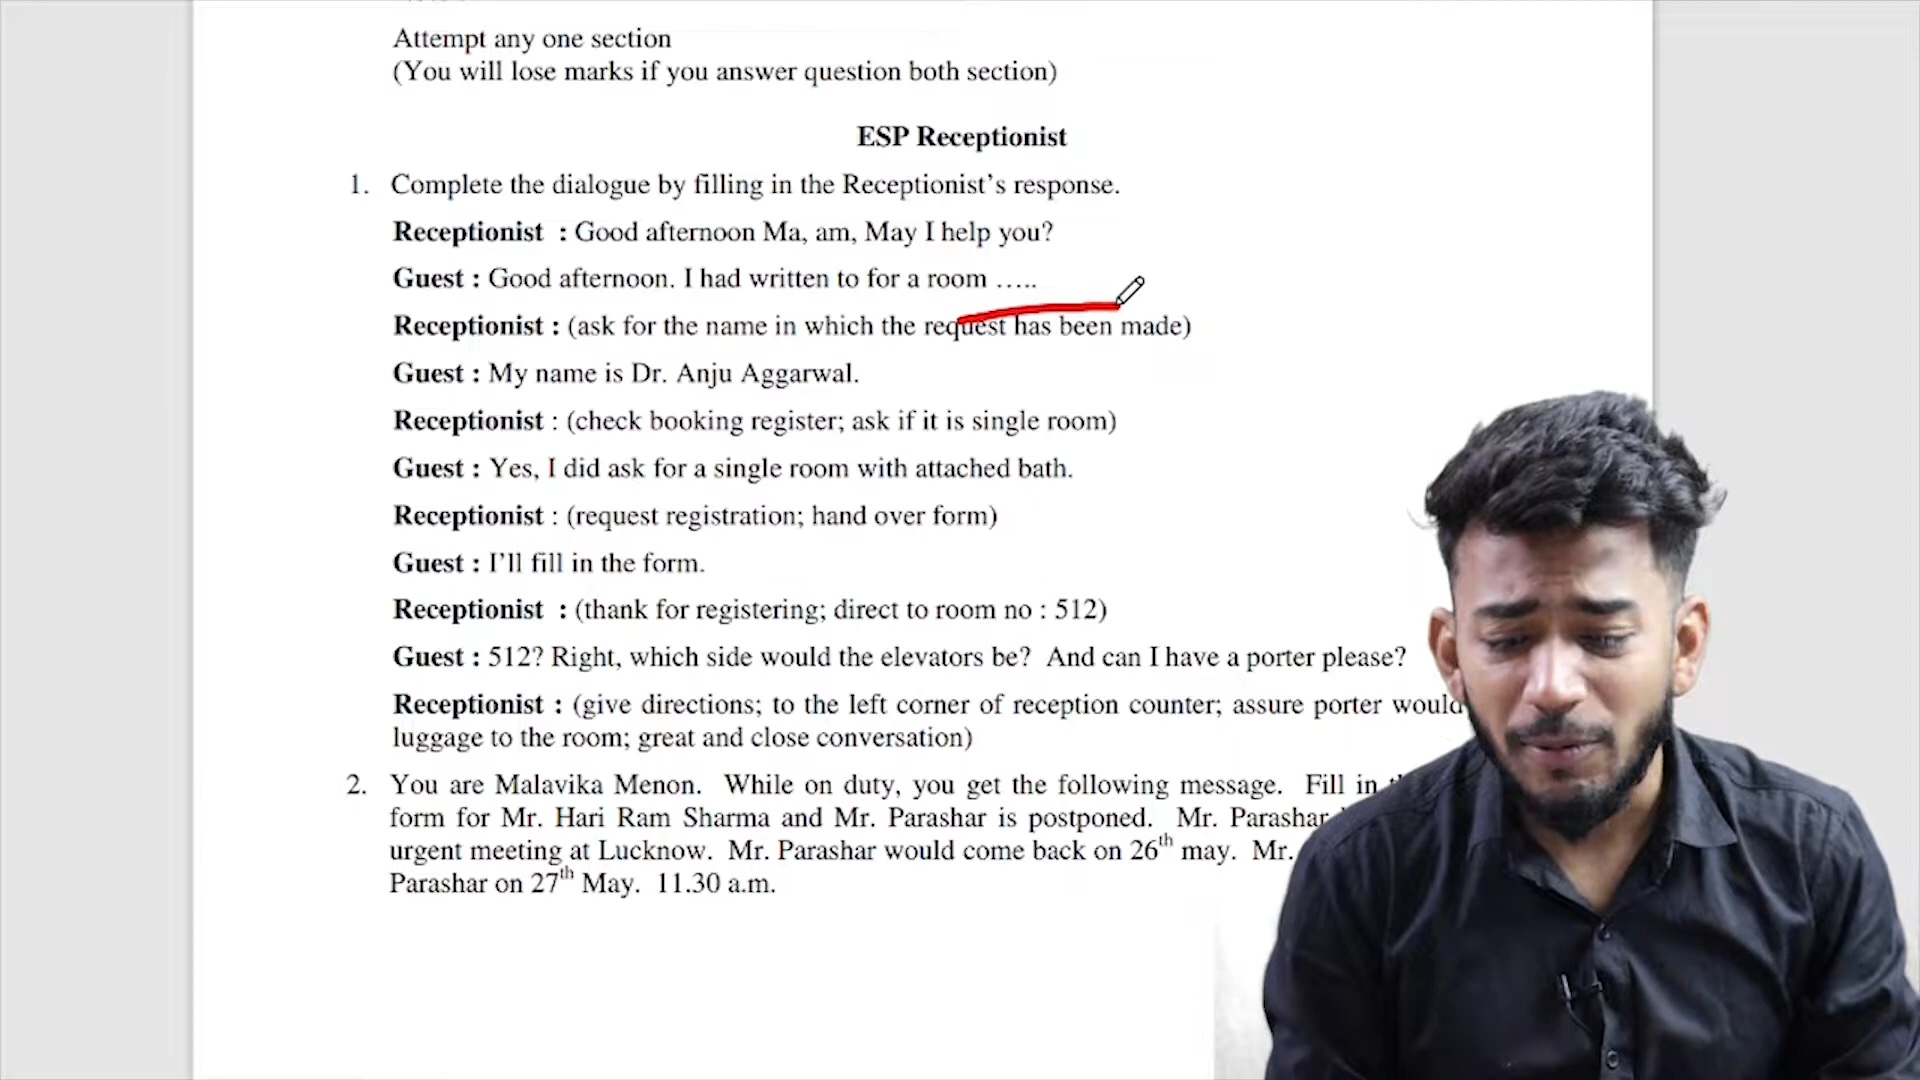 Attempt any one section
(You will lose marks if you answer question both section)
ESP Receptionist
1. Complete the dialogue by filling in the Receptionist's response.
Receptionist : Good afternoon Ma, am, May I help you?
Guest : Good afternoon. I had written to for a room .....
Receptionist : (ask for the name in which the request has been made)
Guest : My name is Dr. Anju Aggarwal.
Receptionist : (check booking register; ask if it is single room)
Guest : Yes, I did ask for a single room with attached bath.
Receptionist : (request registration; hand over form)
Guest : I'll fill in the form.
Receptionist : (thank for registering; direct to room no : 512)
Guest : 512? Right, which side would the elevators be? And can I have a porter please?
Receptionist : (give directions; to the left corner of reception counter; assure porter would
luggage to the room; great and close conversation)
2. You are Malavika Menon. While on duty, you get the following message. Fill in
form for Mr. Hari Ram Sharma and Mr. Parashar is postponed. Mr. Parashar
urgent meeting at Lucknow. Mr. Parashar would come back on 26th may. Mr.
Parashar on 27th May. 11.30 a.m.